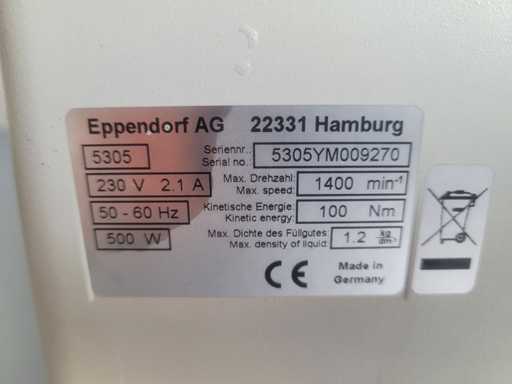 Eppendorf AG 22331 Hamburg
5305 Seriennr.: Serial no.: 5305YM009270
230 V 2.1 A Max. Drehzahl: Max. speed: 1400 min⁻¹
50 - 60 Hz Kinetische Energie: Kinetic energy: 100 Nm
500 W Max. Dichte des Füllgutes: Max. density of liquid: 1.2 kg/dm³
CE Made in
Germany